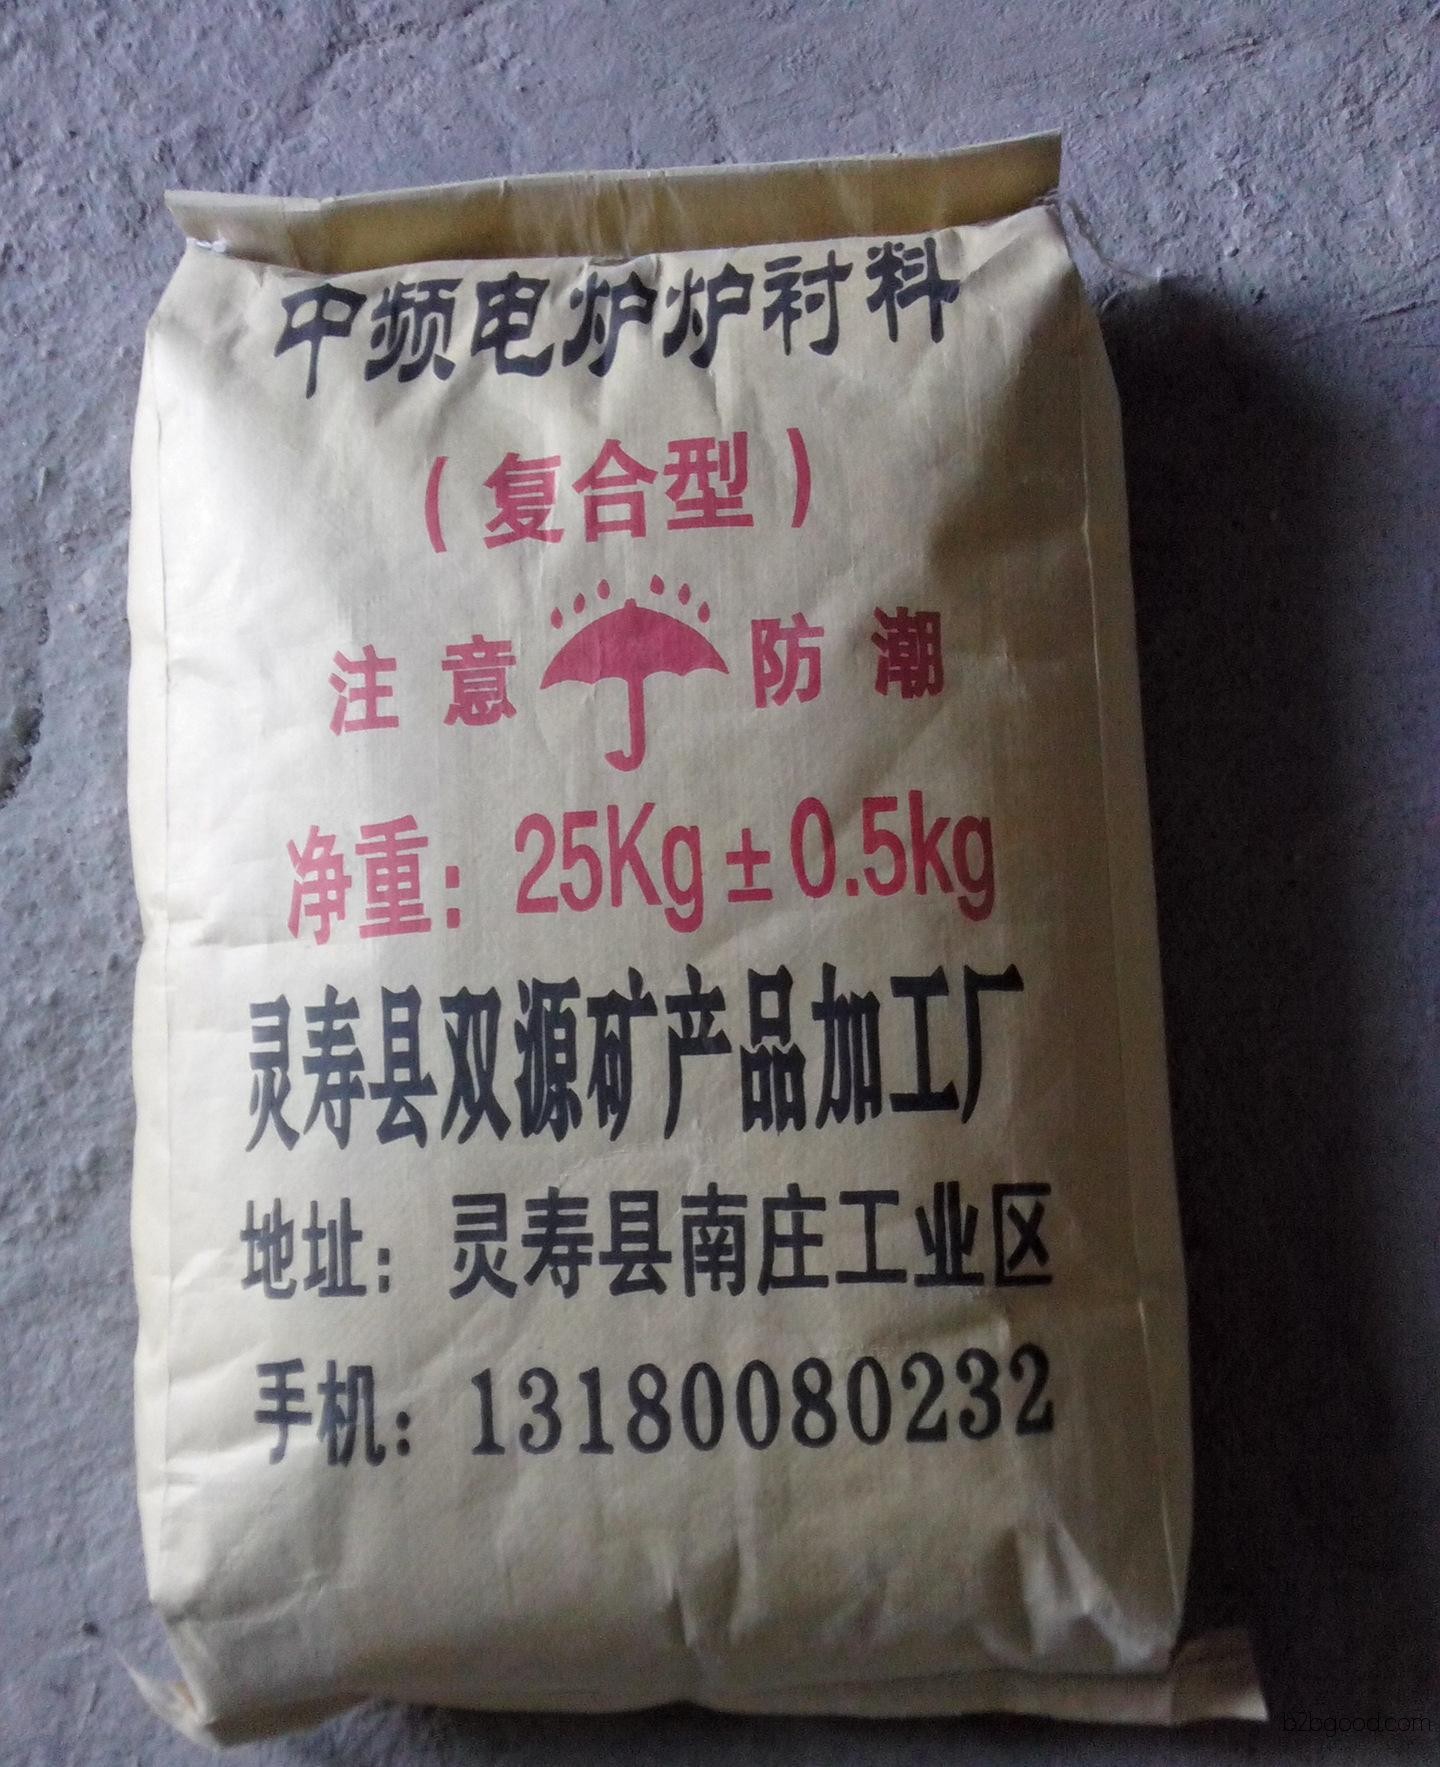 中频电炉炉衬料
（复合型）
注意 防潮
净重：25Kg±0.5kg
灵寿县双源矿产品加工厂
地址：灵寿县南庄工业区
手机：13180080232
b2bgood.com